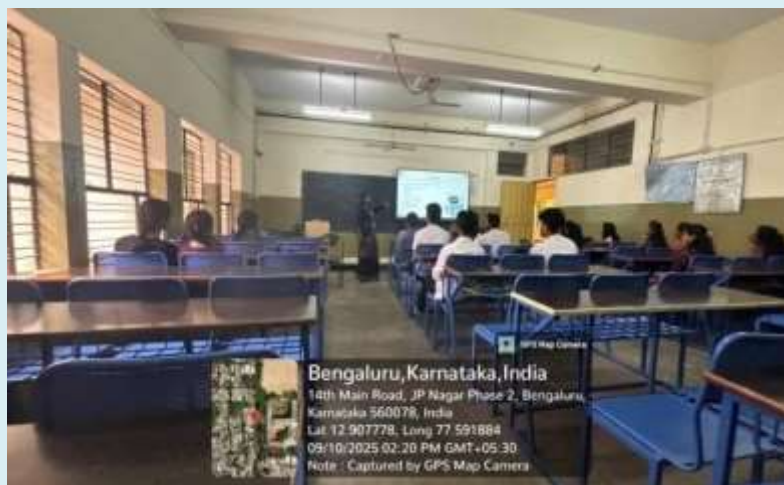 GPS Map Camera
Bengaluru,Karnataka,India
14th Main Road, JP Nagar Phase 2, Bengaluru,
Karnataka 560078, India
Lat 12 907778, Long 77 591884
09/10/2025 02:20 PM GMT+05:30
Note : Captured by GPS Map Camera